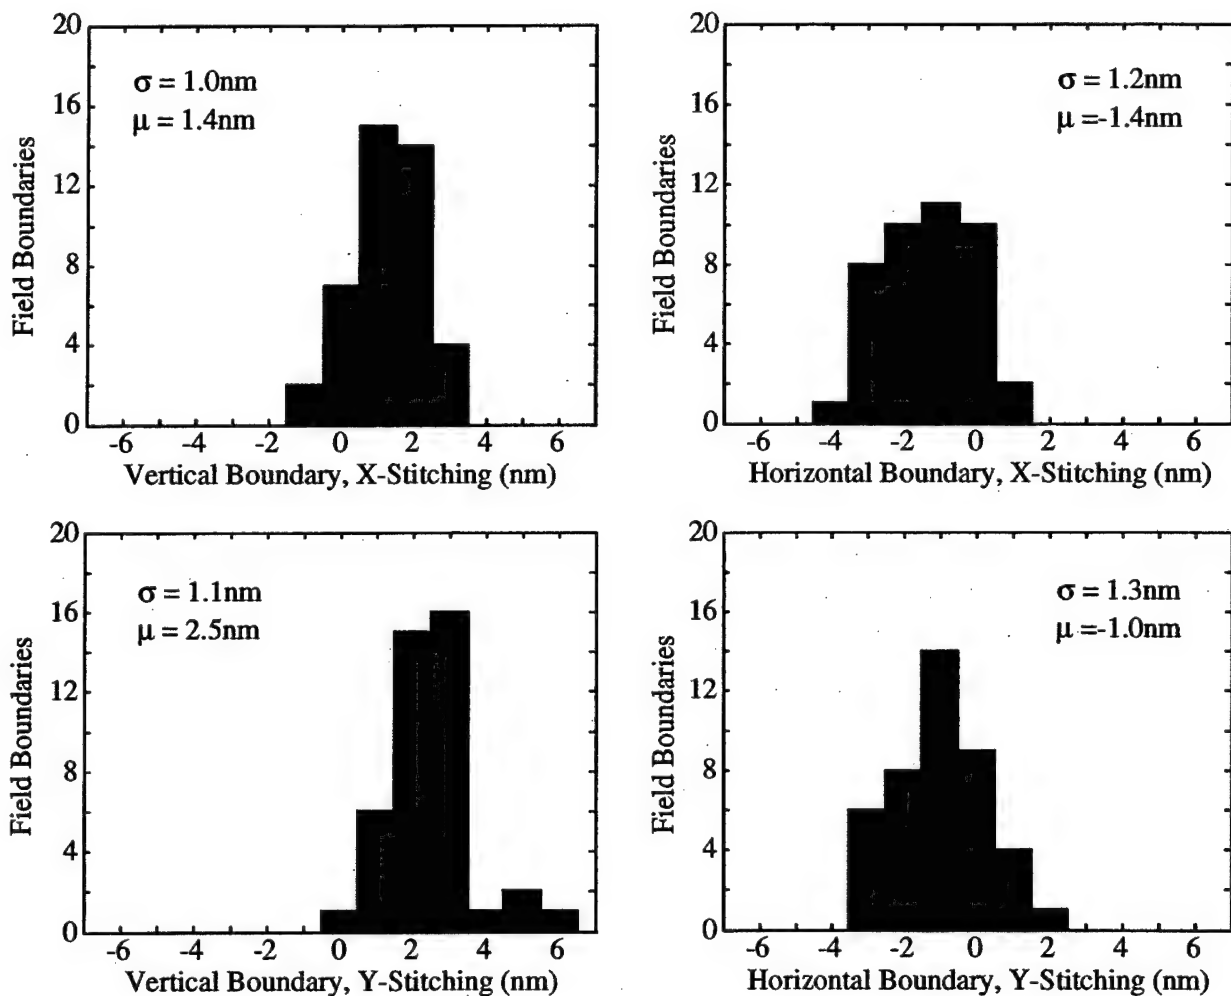 20
16
12
8
4
0
Field Boundaries
σ = 1.0nm
μ = 1.4nm
-6 -4 -2 0 2 4 6
Vertical Boundary, X-Stitching (nm)
20
16
12
8
4
0
Field Boundaries
σ = 1.2nm
μ =-1.4nm
-6 -4 -2 0 2 4 6
Horizontal Boundary, X-Stitching (nm)
20
16
12
8
4
0
Field Boundaries
σ = 1.1nm
μ = 2.5nm
-6 -4 -2 0 2 4 6
Vertical Boundary, Y-Stitching (nm)
20
16
12
8
4
0
Field Boundaries
σ = 1.3nm
μ =-1.0nm
-6 -4 -2 0 2 4 6
Horizontal Boundary, Y-Stitching (nm)